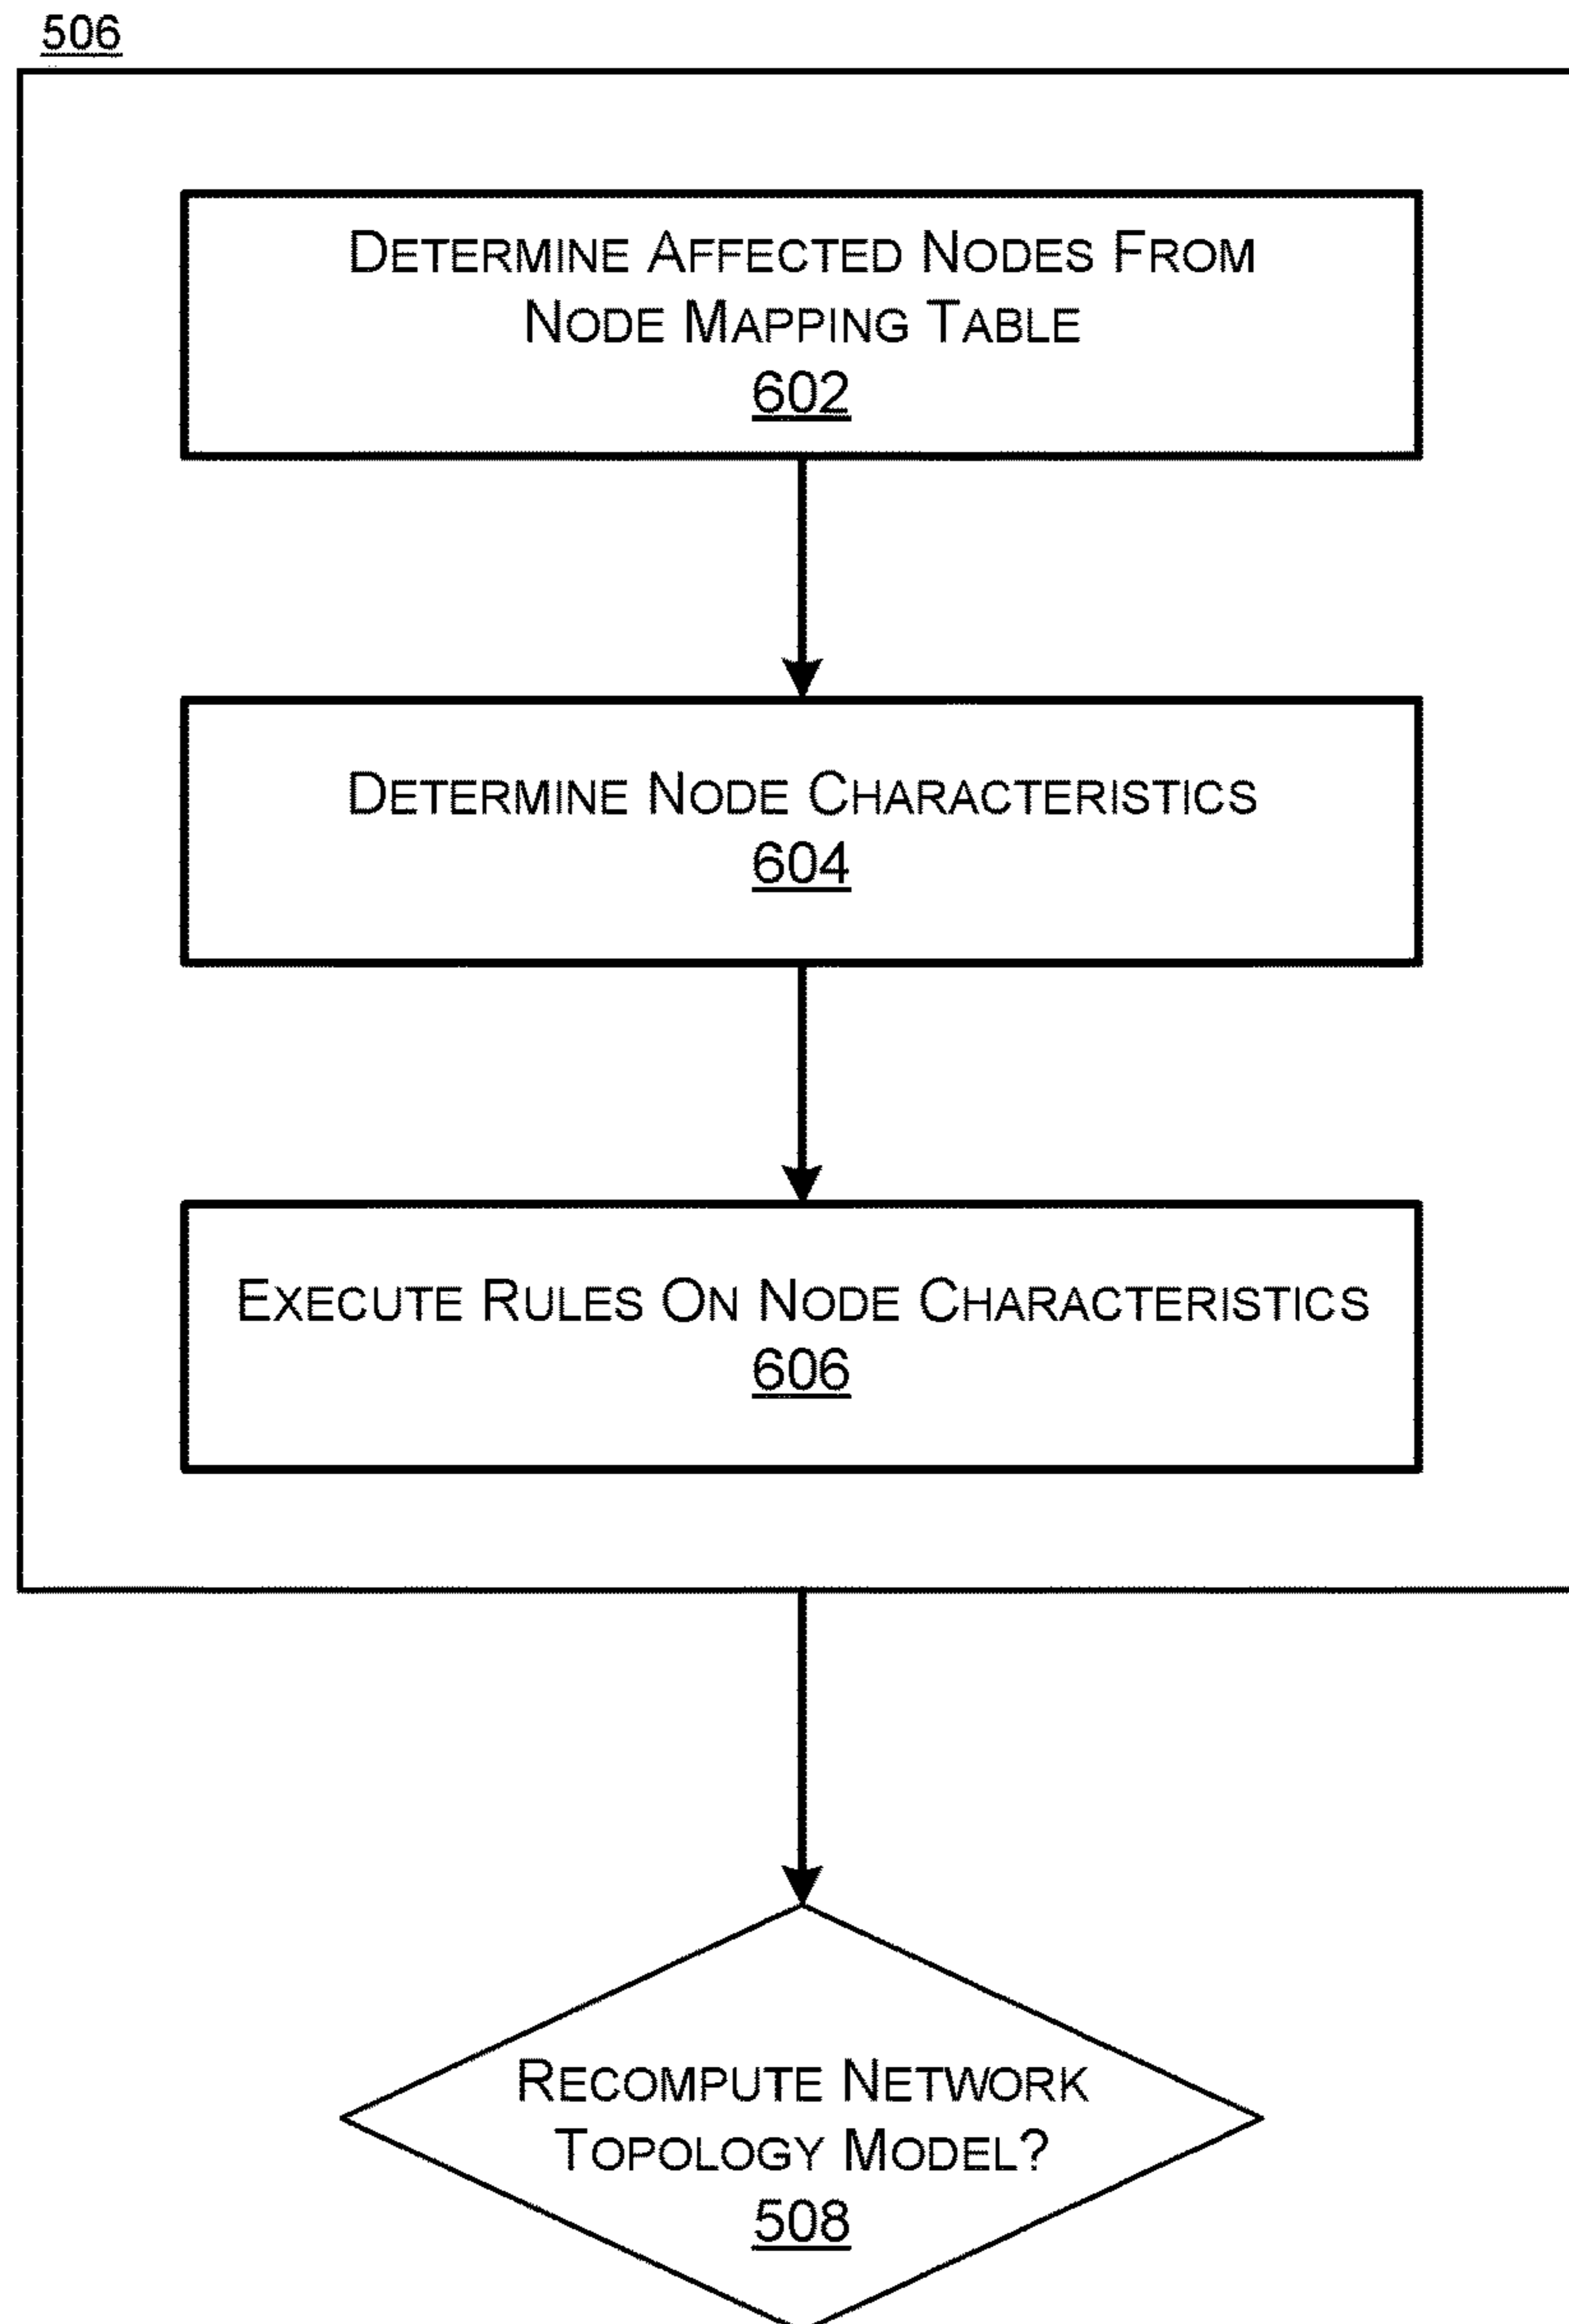 506
DETERMINE AFFECTED NODES FROM
NODE MAPPING TABLE
602
DETERMINE NODE CHARACTERISTICS
604
EXECUTE RULES ON NODE CHARACTERISTICS
606
RECOMPUTE NETWORK
TOPOLOGY MODEL?
508